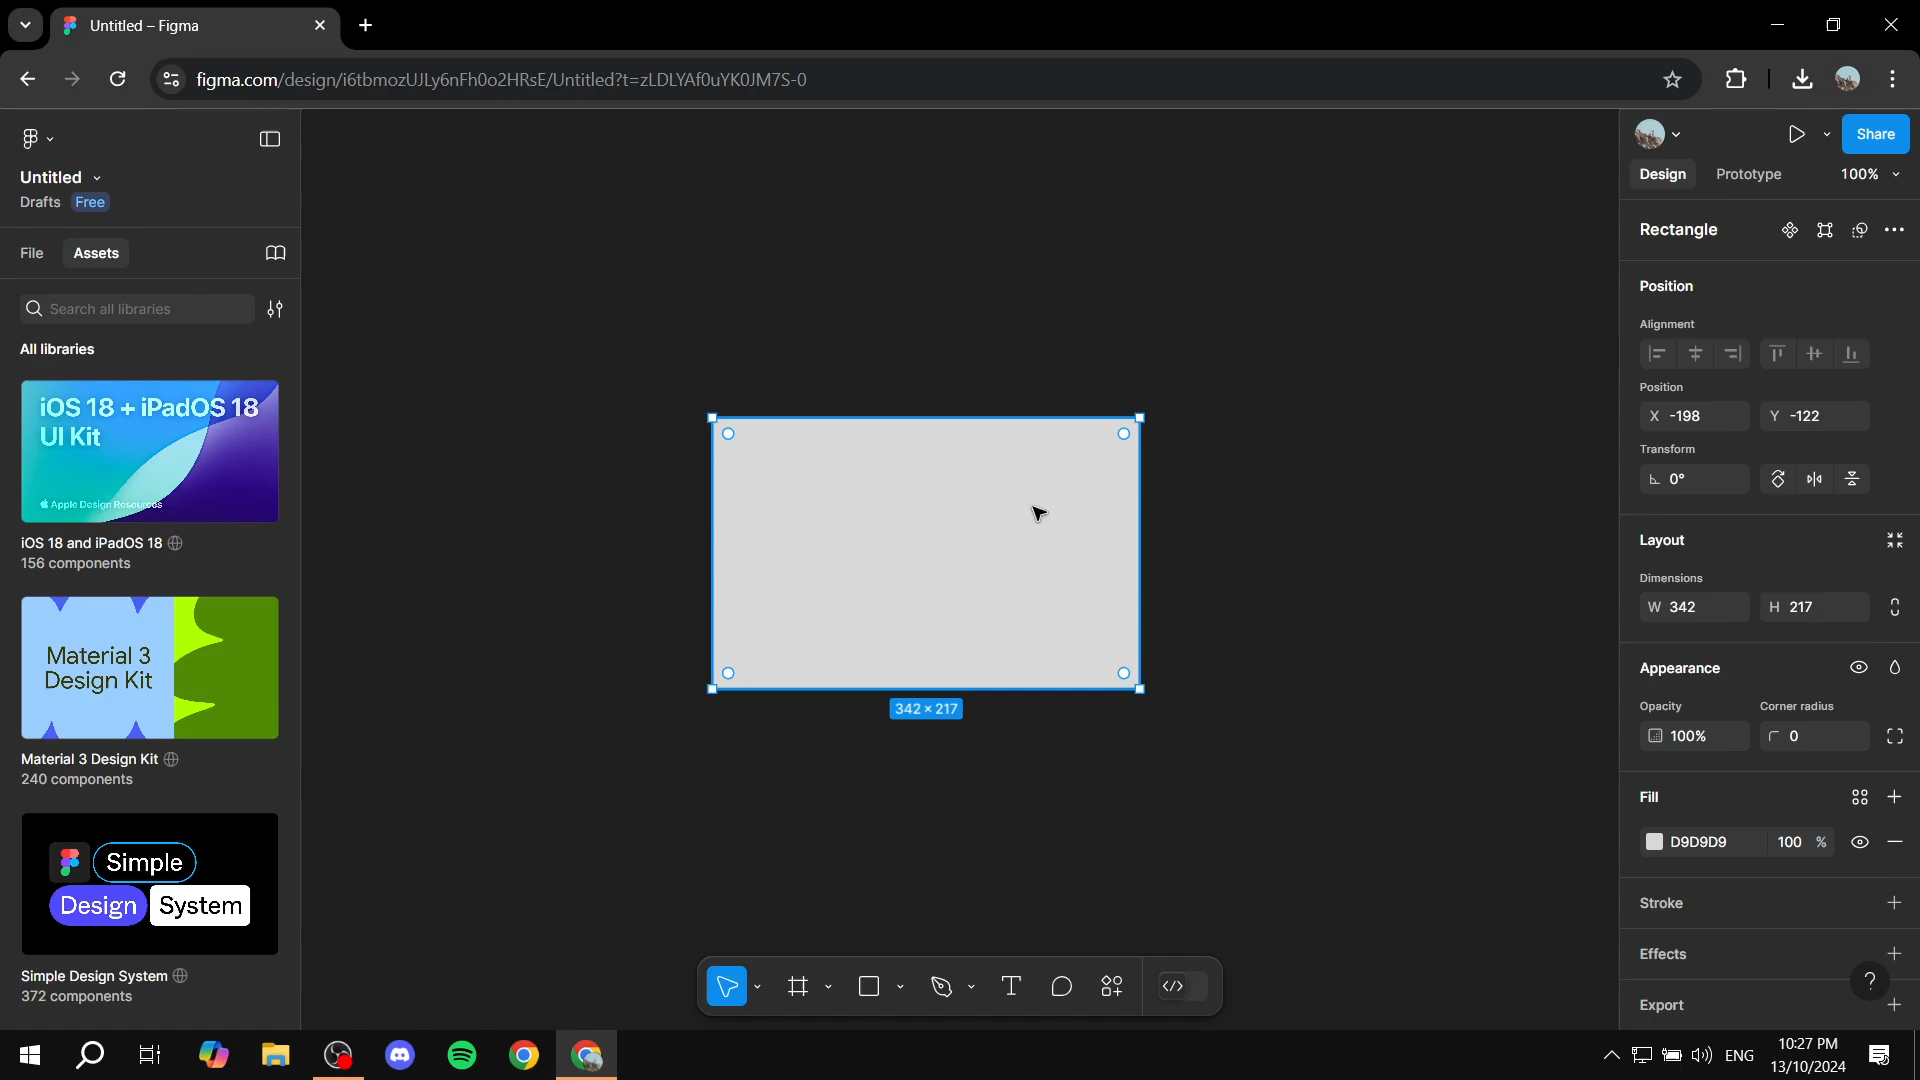 Untitled – Figma
figma.com/design/i6tbmozUJLy6nFh0o2HRsE/Untitled?t=zLDLYAf0uYK0JM7S-0
Untitled
Drafts Free
File Assets
Search all libraries
All libraries
iOS 18 + iPadOS 18
UI Kit
Apple Design Resources
iOS 18 and iPadOS 18
156 components
Material 3
Design Kit
Material 3 Design Kit
240 components
Simple
Design System
Simple Design System
372 components
342 × 217
Share
Design Prototype 100%
Rectangle
Position
Alignment
Position
X -198 Y -122
Transform
0°
Layout
Dimensions
W 342 H 217
Appearance
Opacity Corner radius
100% 0
Fill
D9D9D9 100 %
Stroke
Effects
?
Export
ENG
10:27 PM
13/10/2024